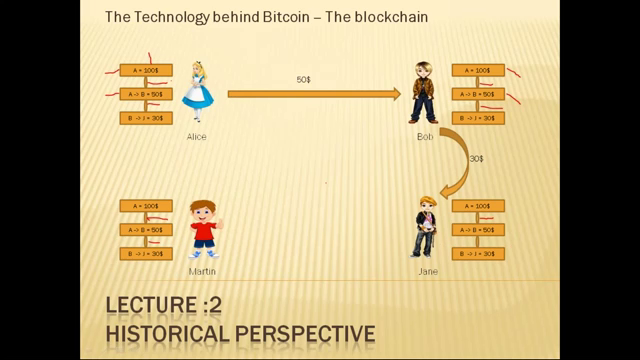 The Technology behind Bitcoin – The blockchain
A = 100$
A -> B = 50$
B -> J = 30$
Alice
50$
A = 100$
A -> B = 50$
B -> J = 30$
Bob
30$
A = 100$
A -> B = 50$
B -> J = 30$
Martin
A = 100$
A -> B = 50$
B -> J = 30$
Jane
LECTURE :2
HISTORICAL PERSPECTIVE